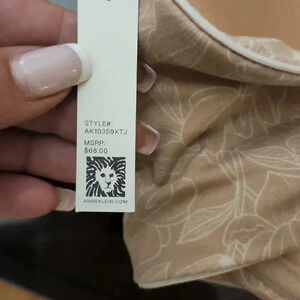 STYLE#:
AK10359XTJ
MSRP:
$68.00
ANNEKLEIN.COM